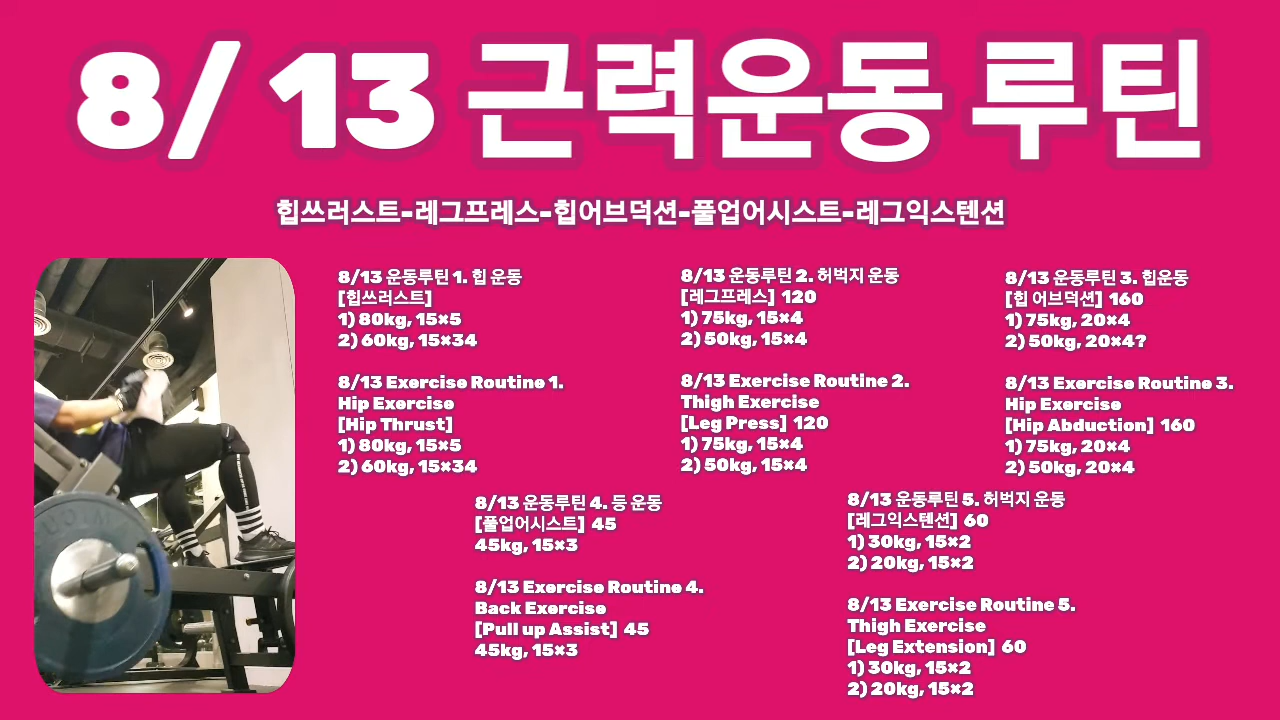 8/ 13 근력운동 루틴
힙쓰러스트-레그프레스-힙어브덕션-풀업어시스트-레그익스텐션
8/13 운동루틴 1. 힙 운동
[힙쓰러스트]
1) 80kg, 15×5
2) 60kg, 15×34
8/13 Exercise Routine 1.
Hip Exercise
[Hip Thrust]
1) 80kg, 15×5
2) 60kg, 15×34
8/13 운동루틴 2. 허벅지 운동
[레그프레스] 120
1) 75kg, 15×4
2) 50kg, 15×4
8/13 Exercise Routine 2.
Thigh Exercise
[Leg Press] 120
1) 75kg, 15×4
2) 50kg, 15×4
8/13 운동루틴 3. 힙운동
[힙 어브덕션] 160
1) 75kg, 20×4
2) 50kg, 20×4?
8/13 Exercise Routine 3.
Hip Exercise
[Hip Abduction] 160
1) 75kg, 20×4
2) 50kg, 20×4
8/13 운동루틴 4. 등 운동
[풀업어시스트] 45
45kg, 15×3
8/13 Exercise Routine 4.
Back Exercise
[Pull up Assist] 45
45kg, 15×3
8/13 운동루틴 5. 허벅지 운동
[레그익스텐션] 60
1) 30kg, 15×2
2) 20kg, 15×2
8/13 Exercise Routine 5.
Thigh Exercise
[Leg Extension] 60
1) 30kg, 15×2
2) 20kg, 15×2